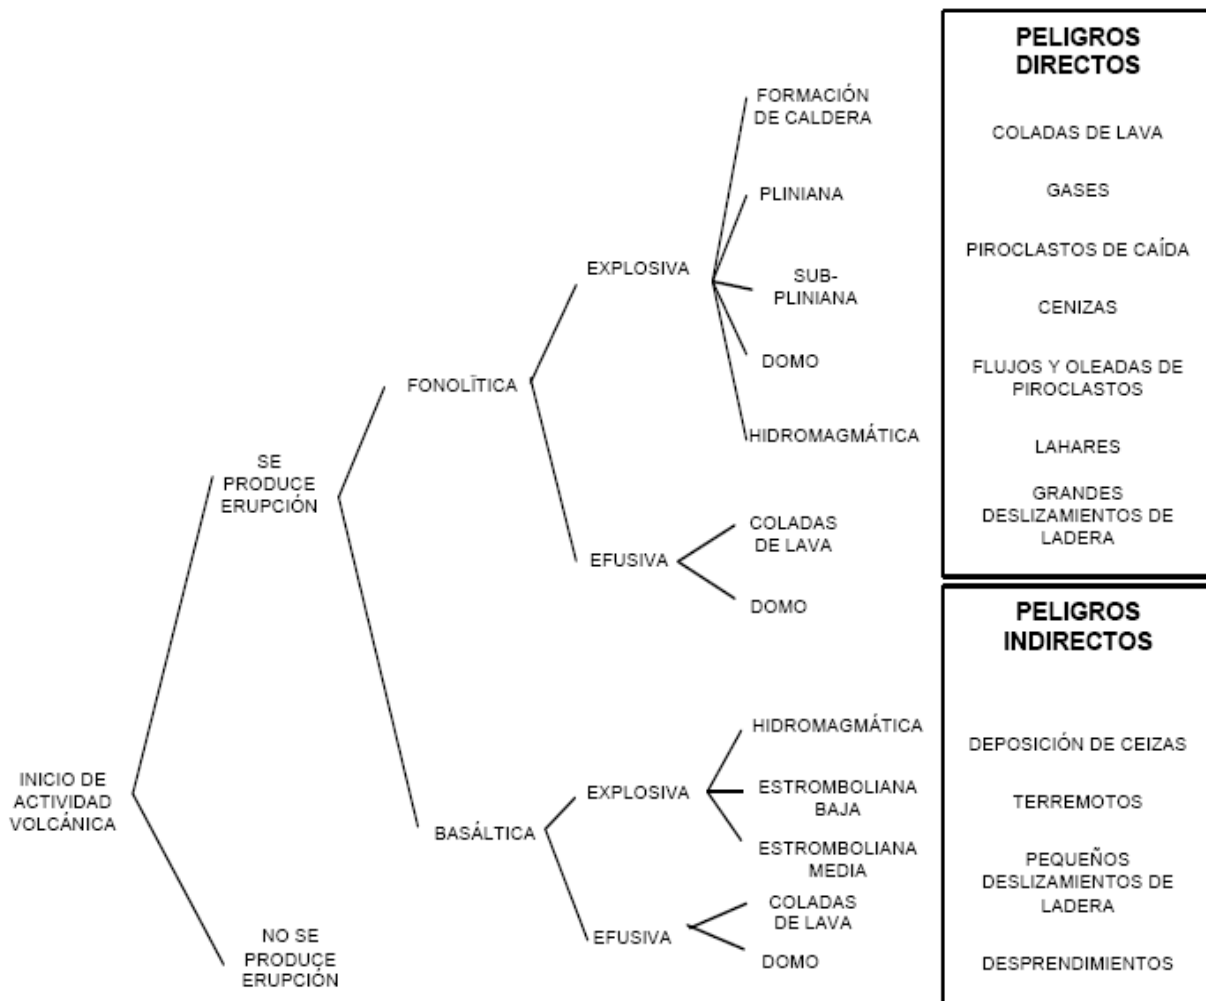 PELIGROS
DIRECTOS
COLADAS DE LAVA
GASES
PIROCLASTOS DE CAÍDA
CENIZAS
FLUJOS Y OLEADAS DE
PIROCLASTOS
LAHARES
GRANDES
DESLIZAMIENTOS DE
LADERA
PELIGROS
INDIRECTOS
DEPOSICIÓN DE CEIZAS
TERREMOTOS
PEQUEÑOS
DESLIZAMIENTOS DE
LADERA
DESPRENDIMIENTOS
INICIO DE
ACTIVIDAD
VOLCÁNICA
SE
PRODUCE
ERUPCIÓN
NO SE
PRODUCE
ERUPCIÓN
FONOLÏTICA
BASÁLTICA
EXPLOSIVA
EFUSIVA
EXPLOSIVA
EFUSIVA
FORMACIÓN
DE CALDERA
PLINIANA
SUB-
PLINIANA
DOMO
HIDROMAGMÁTICA
COLADAS
DE LAVA
DOMO
HIDROMAGMÁTICA
ESTROMBOLIANA
BAJA
ESTROMBOLIANA
MEDIA
COLADAS
DE LAVA
DOMO